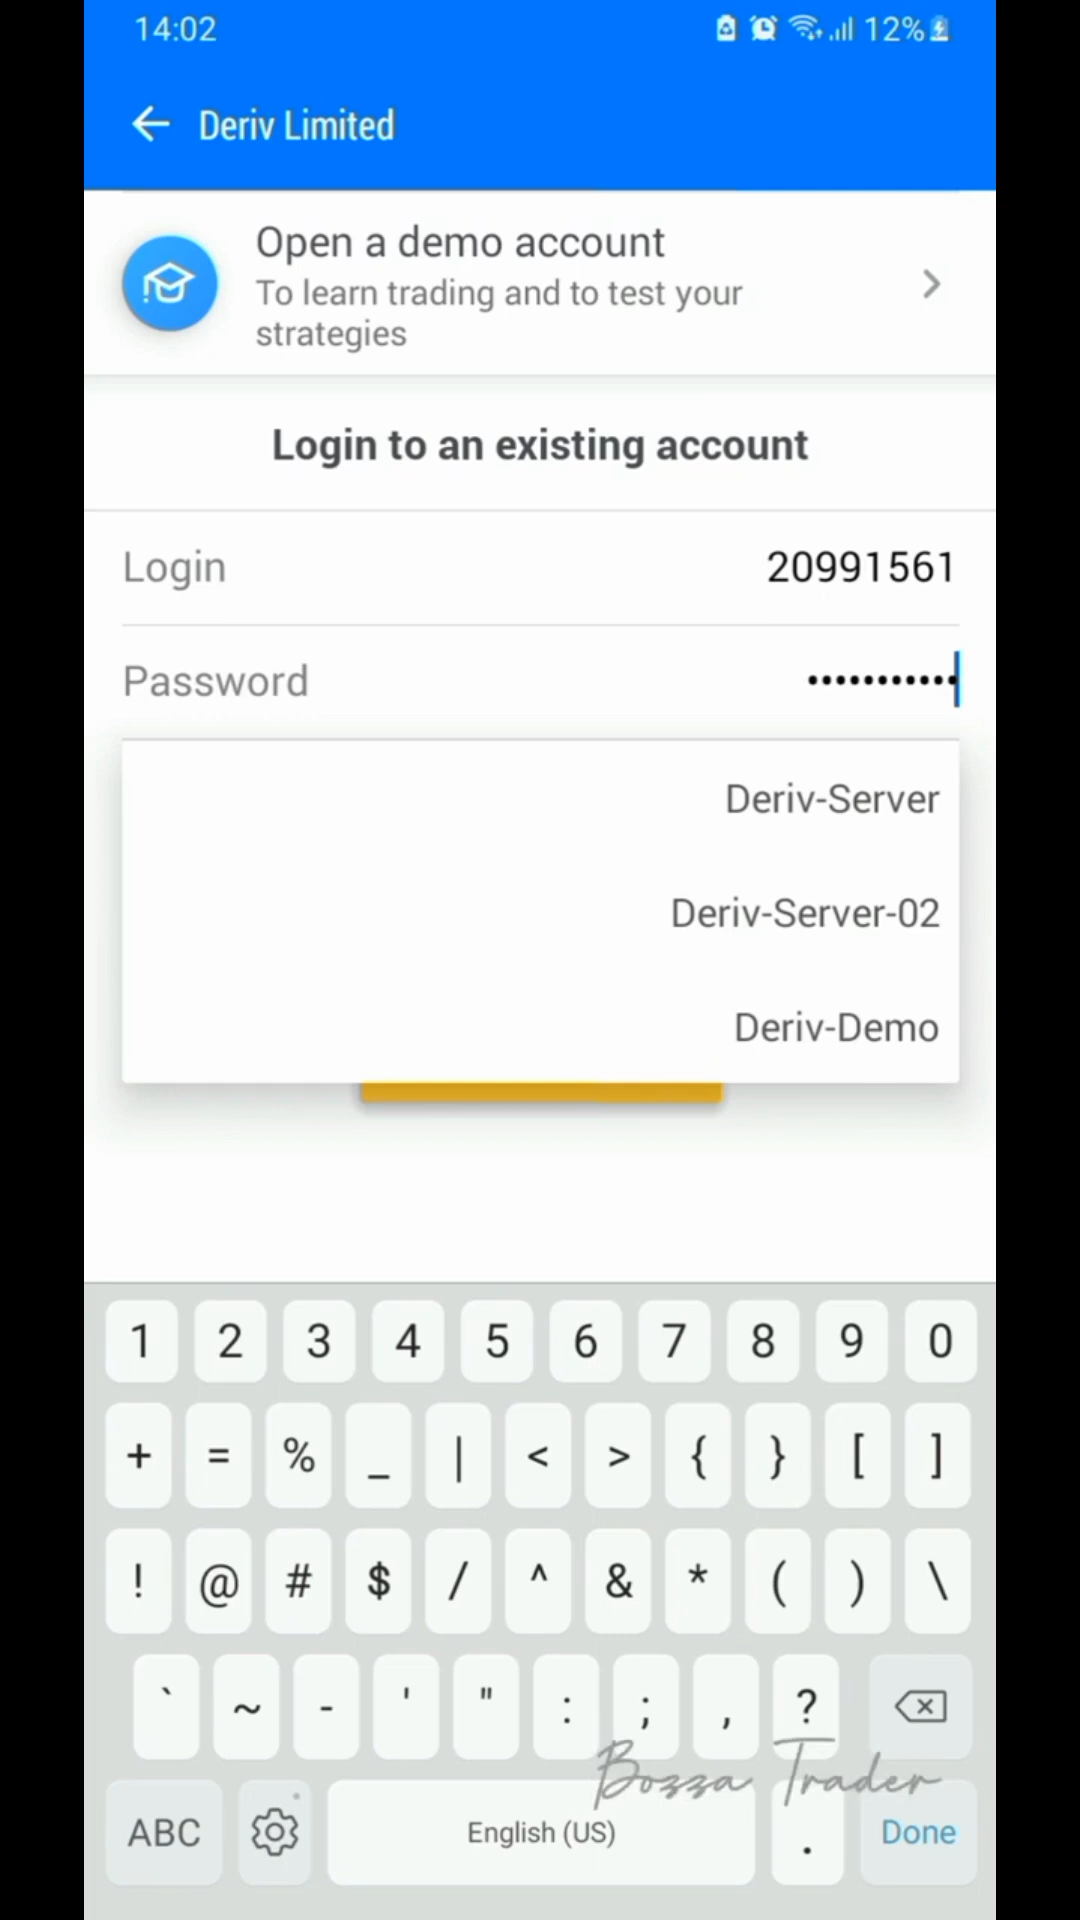 14:02
12%
Deriv Limited
Open a demo account
To learn trading and to test your
strategies
Login to an existing account
Login 20991561
Password •••••••••••
Deriv-Server
Deriv-Server-02
Deriv-Demo
1 2 3 4 5 6 7 8 9 0
+ = % _ | < > { } [ ]
! @ # $ / ^ & * ( ) \
` ~ - ' " : ; , ?
Bozza Trader
ABC English (US) . Done